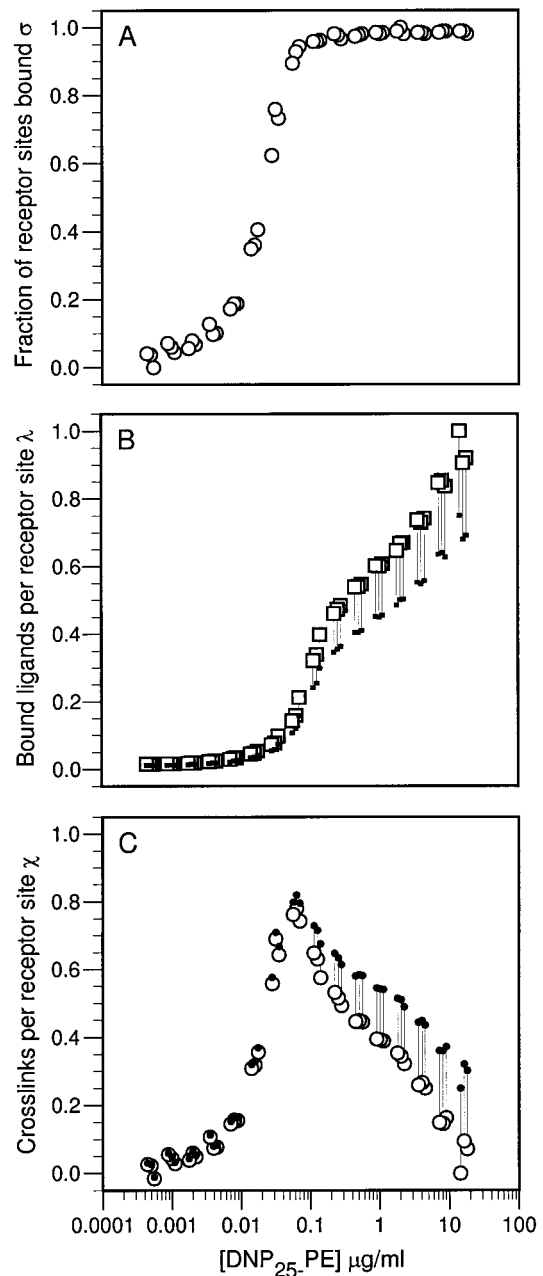 A
Fraction of receptor sites bound σ
1.0
0.8
0.6
0.4
0.2
0.0
B
Bound ligands per receptor site λ
1.0
0.8
0.6
0.4
0.2
0.0
C
Crosslinks per receptor site χ
1.0
0.8
0.6
0.4
0.2
0.0
0.0001 0.001 0.01 0.1 1 10 100
[DNP25-PE] μg/ml